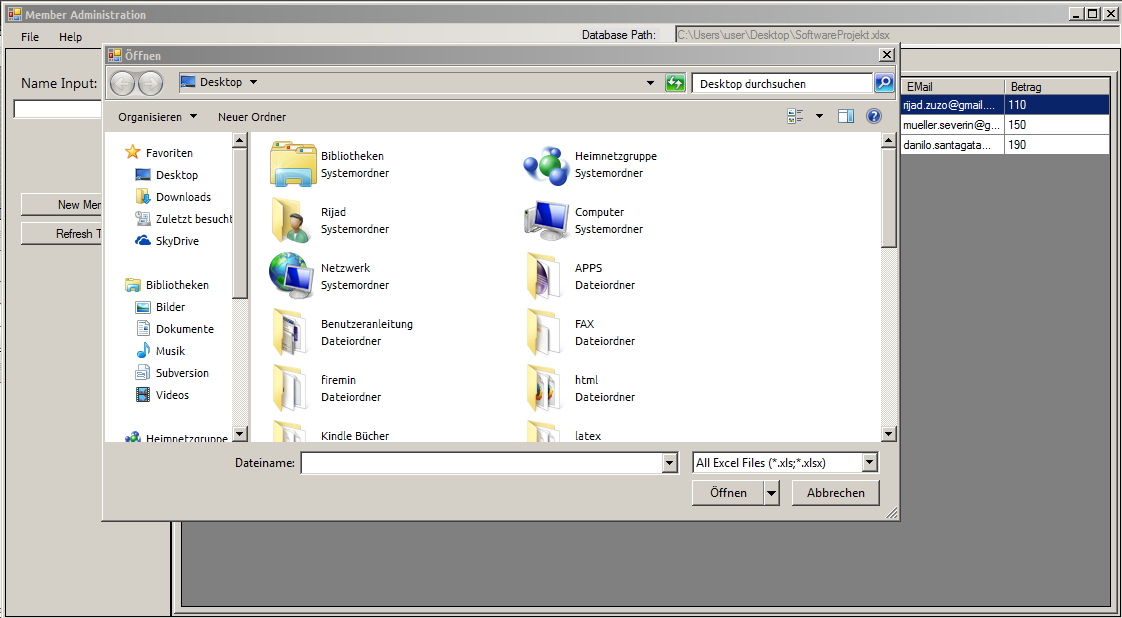 Member Administration
File Help
Database Path: C:\Users\user\Desktop\SoftwareProjekt.xlsx
Name Input:
New Mem
Refresh T
EMail Betrag
rijad.zuzo@gmail.... 110
mueller.severin@g... 150
danilo.santagata... 190
Öffnen
Desktop
Desktop durchsuchen
Organisieren Neuer Ordner
Favoriten
Desktop
Downloads
Zuletzt besucht
SkyDrive
Bibliotheken
Bilder
Dokumente
Musik
Subversion
Videos
Heimnetzgruppe
Bibliotheken
Systemordner
Heimnetzgruppe
Systemordner
Rijad
Systemordner
Computer
Systemordner
Netzwerk
Systemordner
APPS
Dateiordner
Benutzeranleitung
Dateiordner
FAX
Dateiordner
firemin
Dateiordner
html
Dateiordner
Kindle Bücher
latex
Dateiname:
All Excel Files (*.xls;*.xlsx)
Öffnen Abbrechen